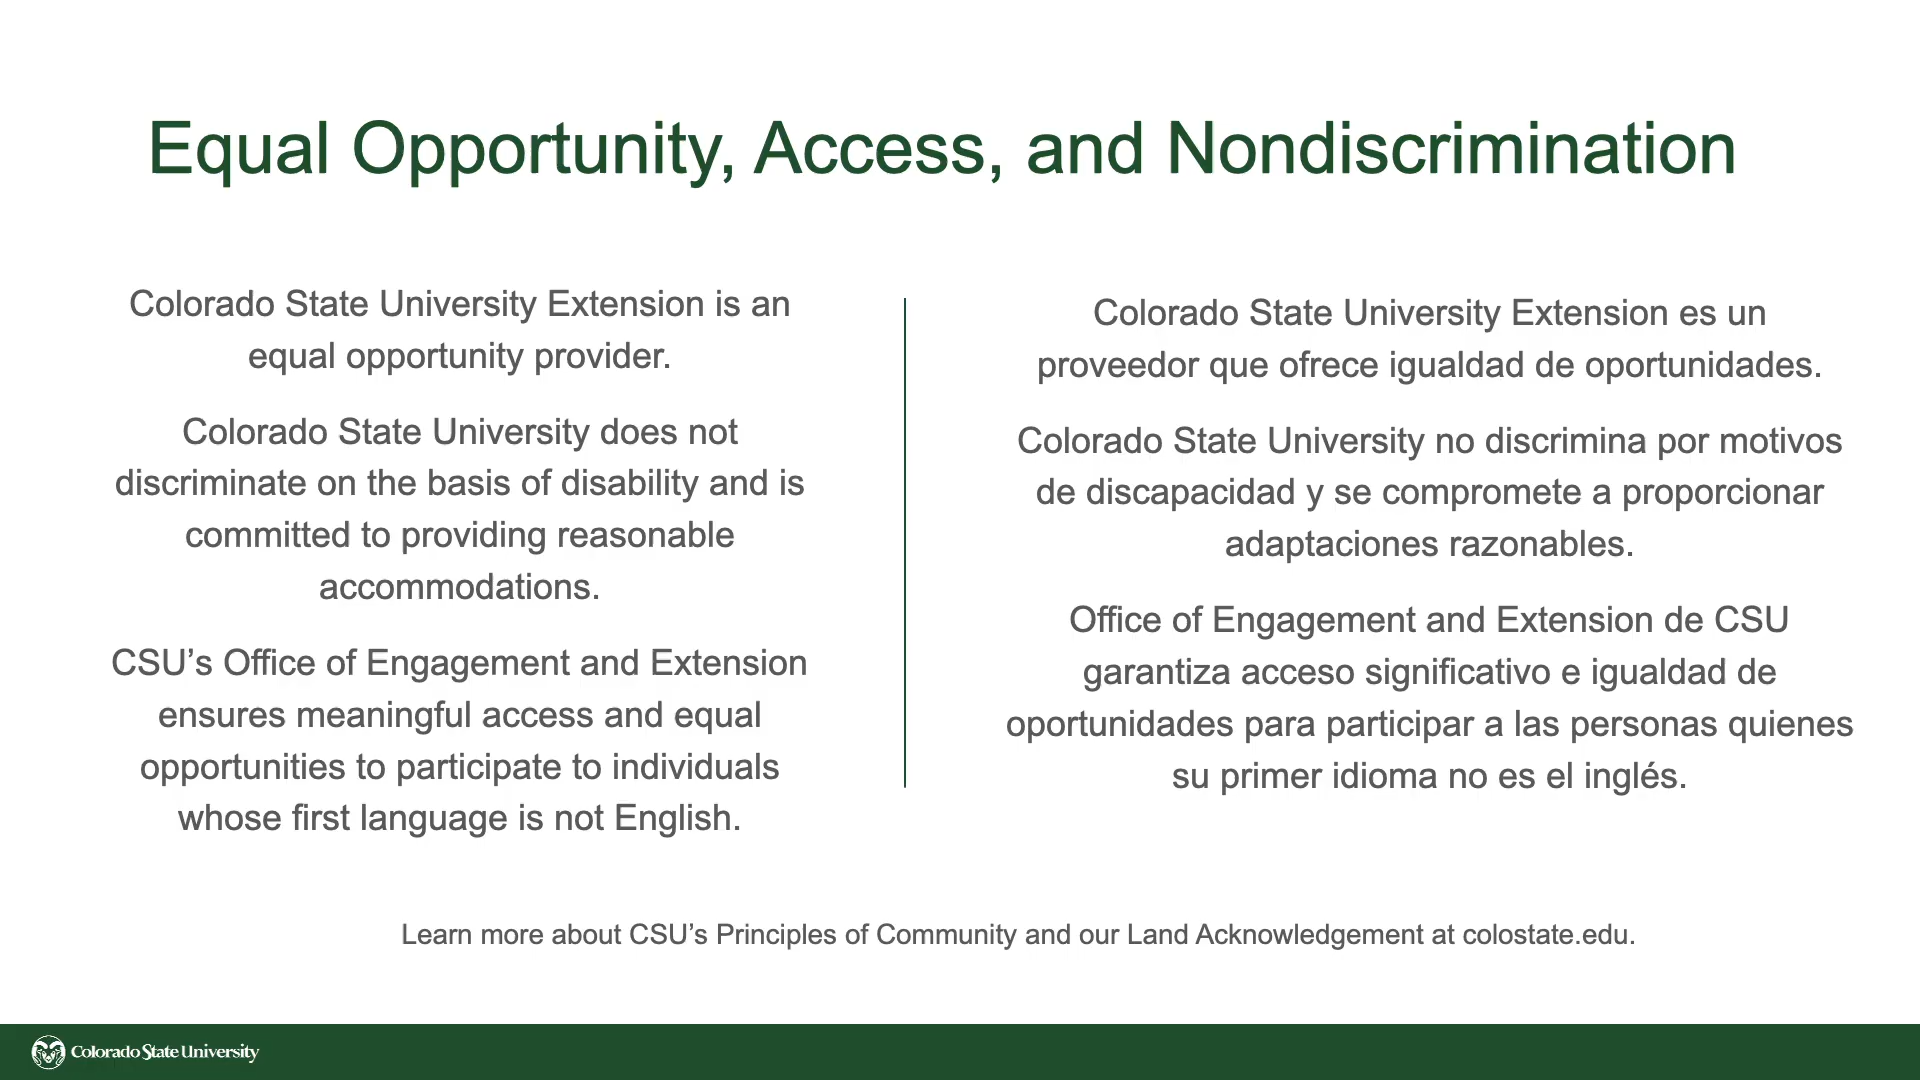 Equal Opportunity, Access, and Nondiscrimination
Colorado State University Extension is an
equal opportunity provider.
Colorado State University does not
discriminate on the basis of disability and is
committed to providing reasonable
accommodations.
CSU’s Office of Engagement and Extension
ensures meaningful access and equal
opportunities to participate to individuals
whose first language is not English.
Colorado State University Extension es un
proveedor que ofrece igualdad de oportunidades.
Colorado State University no discrimina por motivos
de discapacidad y se compromete a proporcionar
adaptaciones razonables.
Office of Engagement and Extension de CSU
garantiza acceso significativo e igualdad de
oportunidades para participar a las personas quienes
su primer idioma no es el inglés.
Learn more about CSU’s Principles of Community and our Land Acknowledgement at colostate.edu.
Colorado State University